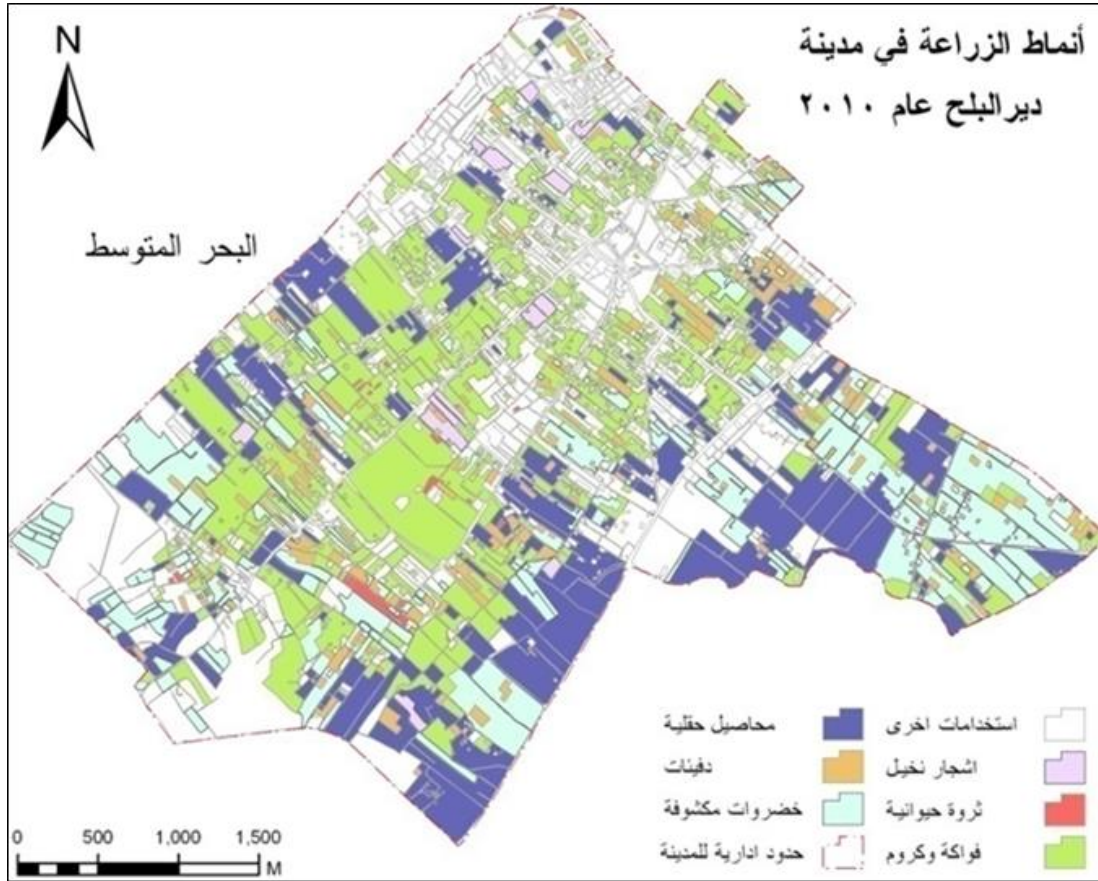 أنماط الزراعة في مدينة
ديرالبلح عام ٢٠١٠
N
البحر المتوسط
استخدامات اخرى
محاصيل حقلية
اشجار نخيل
دفيئات
ثروة حيوانية
خضروات مكشوفة
فواكة وكروم
حدود ادارية للمدينة
0 500 1,000 1,500
M